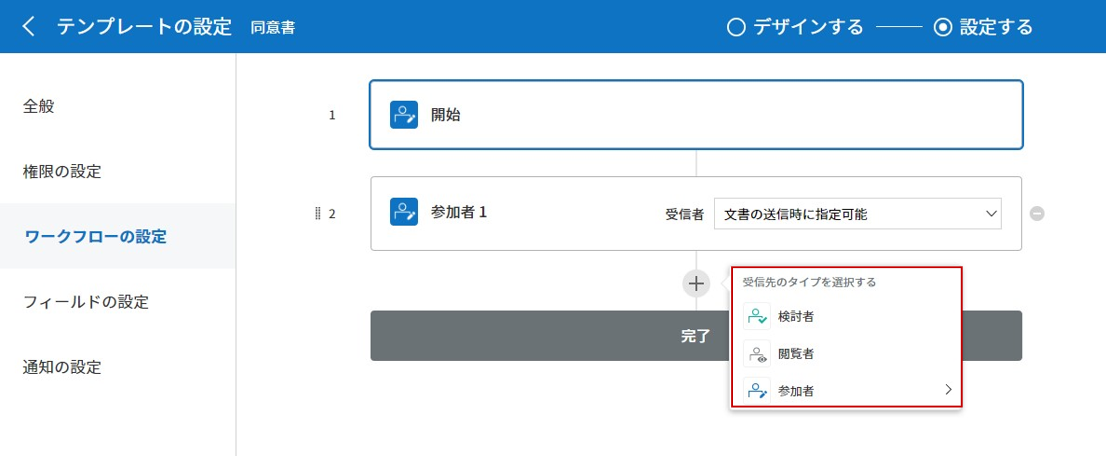 テンプレートの設定 同意書 デザインする 設定する
全般
権限の設定
ワークフローの設定
フィールドの設定
通知の設定
1 開始
2 参加者 1 受信者 文書の送信時に指定可能
受信先のタイプを選択する
検討者
閲覧者
参加者
完了